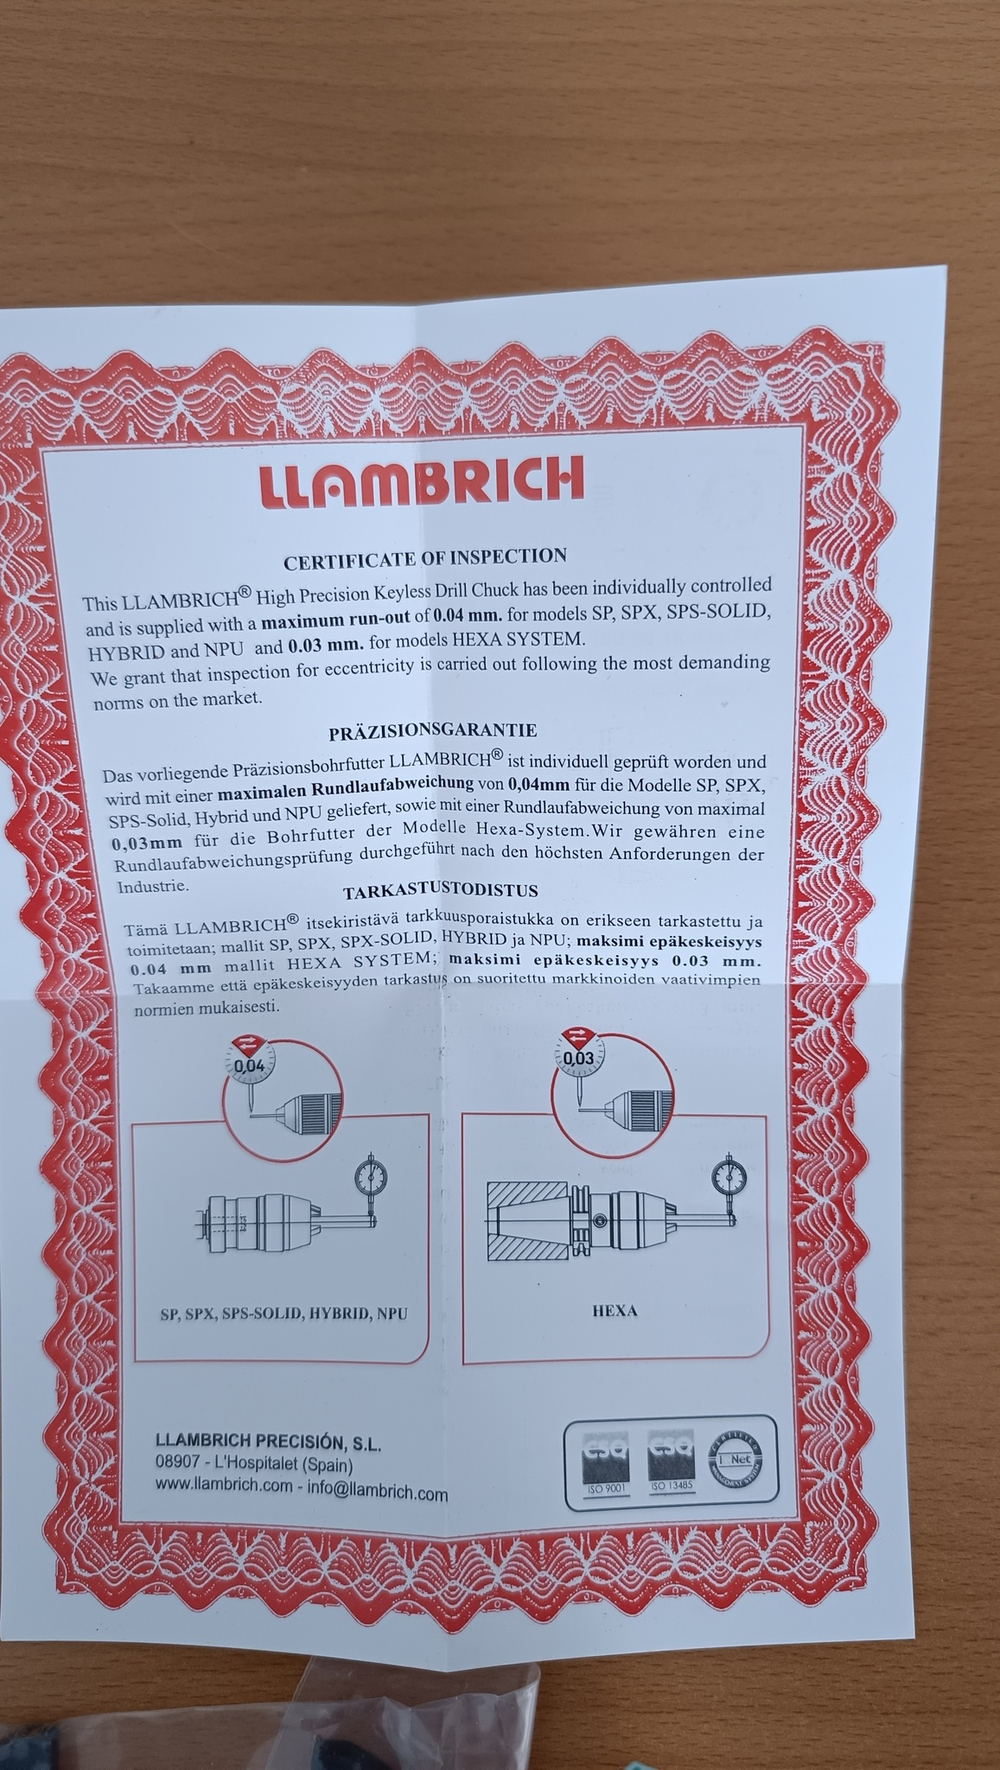 LLAMBRICH
CERTIFICATE OF INSPECTION
This LLAMBRICH® High Precision Keyless Drill Chuck has been individually controlled
and is supplied with a maximum run-out of 0.04 mm. for models SP, SPX, SPS-SOLID,
HYBRID and NPU and 0.03 mm. for models HEXA SYSTEM.
We grant that inspection for eccentricity is carried out following the most demanding
norms on the market.
PRÄZISIONSGARANTIE
Das vorliegende Präzisionsbohrfutter LLAMBRICH® ist individuell geprüft worden und
wird mit einer maximalen Rundlaufabweichung von 0,04mm für die Modelle SP, SPX,
SPS-Solid, Hybrid und NPU geliefert, sowie mit einer Rundlaufabweichung von maximal
0,03mm für die Bohrfutter der Modelle Hexa-System.Wir gewähren eine
Rundlaufabweichungsprüfung durchgeführt nach den höchsten Anforderungen der
Industrie.
TARKASTUSTODISTUS
Tämä LLAMBRICH® itsekiristävä tarkkuusporaistukka on erikseen tarkastettu ja
toimitetaan; mallit SP, SPX, SPX-SOLID, HYBRID ja NPU; maksimi epäkeskeisyys
0.04 mm mallit HEXA SYSTEM; maksimi epäkeskeisyys 0.03 mm.
Takaamme että epäkeskeisyyden tarkastus on suoritettu markkinoiden vaativimpien
normien mukaisesti.
0,04
0,03
SP, SPX, SPS-SOLID, HYBRID, NPU
HEXA
LLAMBRICH PRECISIÓN, S.L.
08907 - L'Hospitalet (Spain)
www.llambrich.com - info@llambrich.com
ESQ
ISO 9001
ESQ
ISO 13485
CERTIFIED
Net
MANAGEMENT SYSTEM